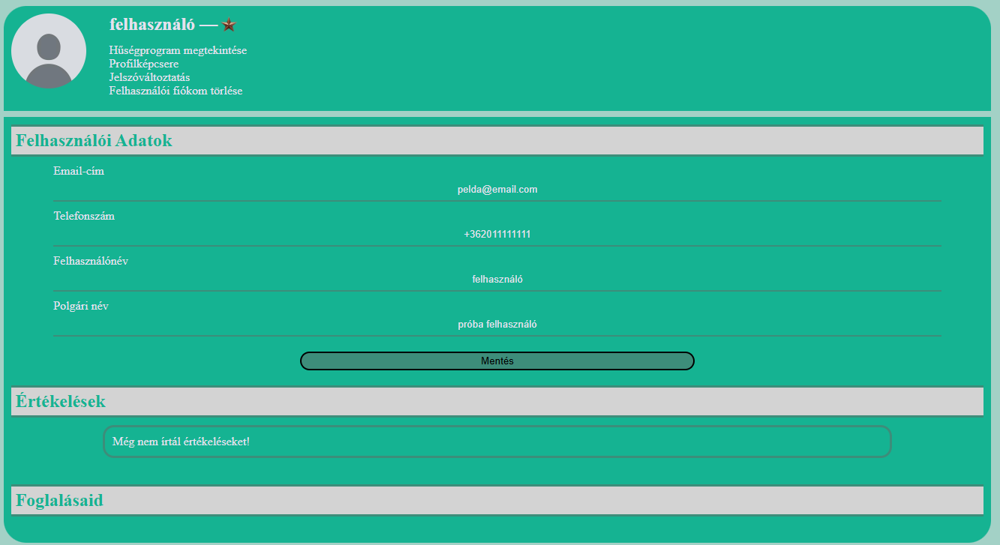 felhasználó —
Hűségprogram megtekintése
Profilképcsere
Jelszóváltoztatás
Felhasználói fiókom törlése
Felhasználói Adatok
Email-cím
pelda@email.com
Telefonszám
+362011111111
Felhasználónév
felhasználó
Polgári név
próba felhasználó
Mentés
Értékelések
Még nem írtál értékeléseket!
Foglalásaid